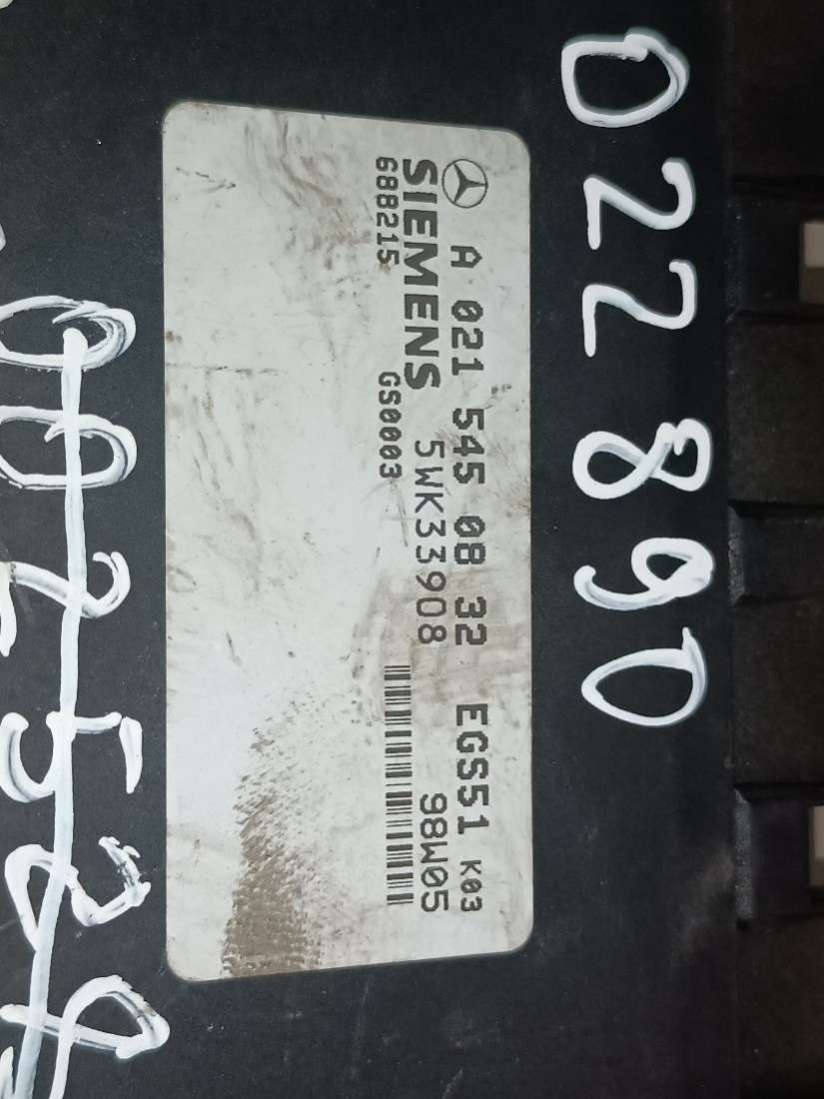 A 021 545 08 32 EGS51 K03
SIEMENS 5WK33908 98W05
688215 GS0003
022890